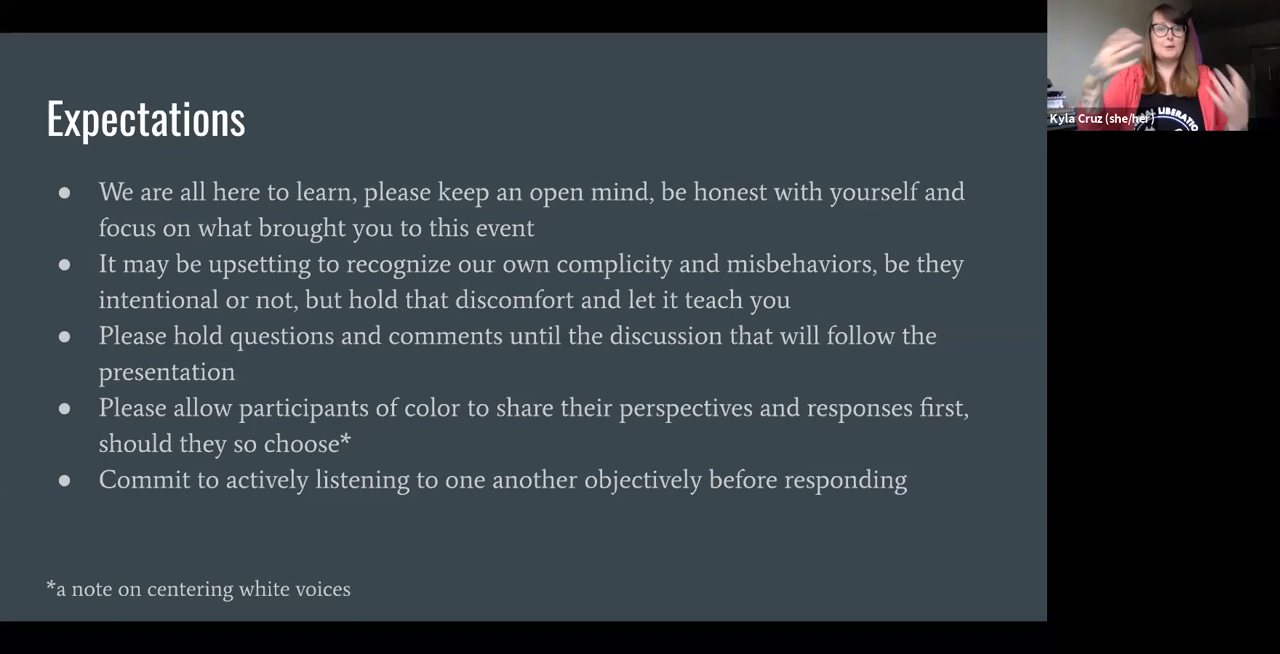 Expectations
● We are all here to learn, please keep an open mind, be honest with yourself and
focus on what brought you to this event
● It may be upsetting to recognize our own complicity and misbehaviors, be they
intentional or not, but hold that discomfort and let it teach you
● Please hold questions and comments until the discussion that will follow the
presentation
● Please allow participants of color to share their perspectives and responses first,
should they so choose*
● Commit to actively listening to one another objectively before responding
*a note on centering white voices
Kyla Cruz (she/her)